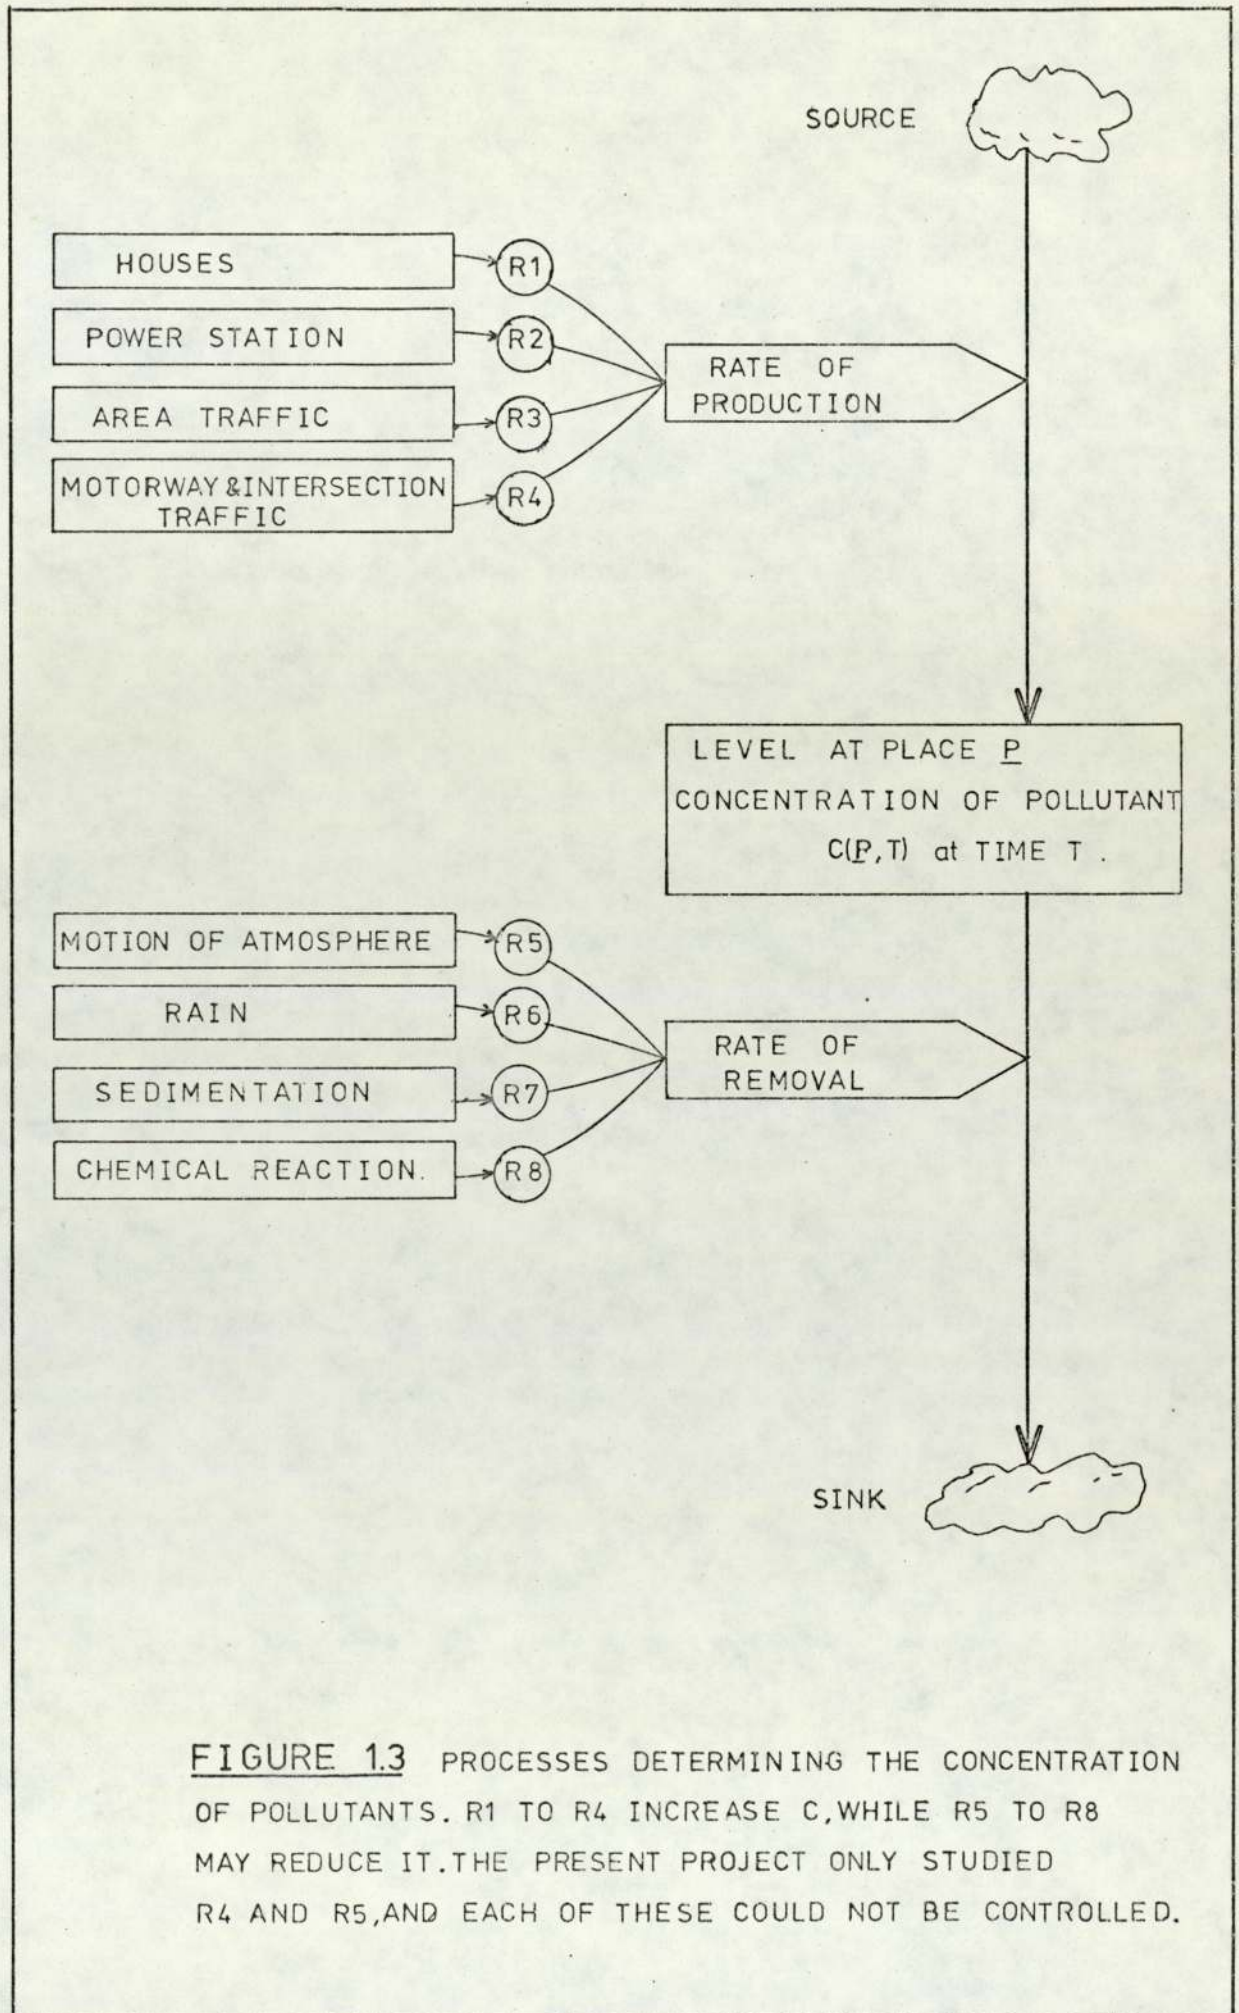 SOURCE
HOUSES
R1
POWER STATION
R2
AREA TRAFFIC
R3
MOTORWAY & INTERSECTION
TRAFFIC
R4
RATE OF
PRODUCTION
LEVEL AT PLACE P
CONCENTRATION OF POLLUTANT
C(P,T) at TIME T .
MOTION OF ATMOSPHERE
R5
RAIN
R6
SEDIMENTATION
R7
CHEMICAL REACTION.
R8
RATE OF
REMOVAL
SINK
FIGURE 1.3 PROCESSES DETERMINING THE CONCENTRATION
OF POLLUTANTS. R1 TO R4 INCREASE C, WHILE R5 TO R8
MAY REDUCE IT. THE PRESENT PROJECT ONLY STUDIED
R4 AND R5, AND EACH OF THESE COULD NOT BE CONTROLLED.